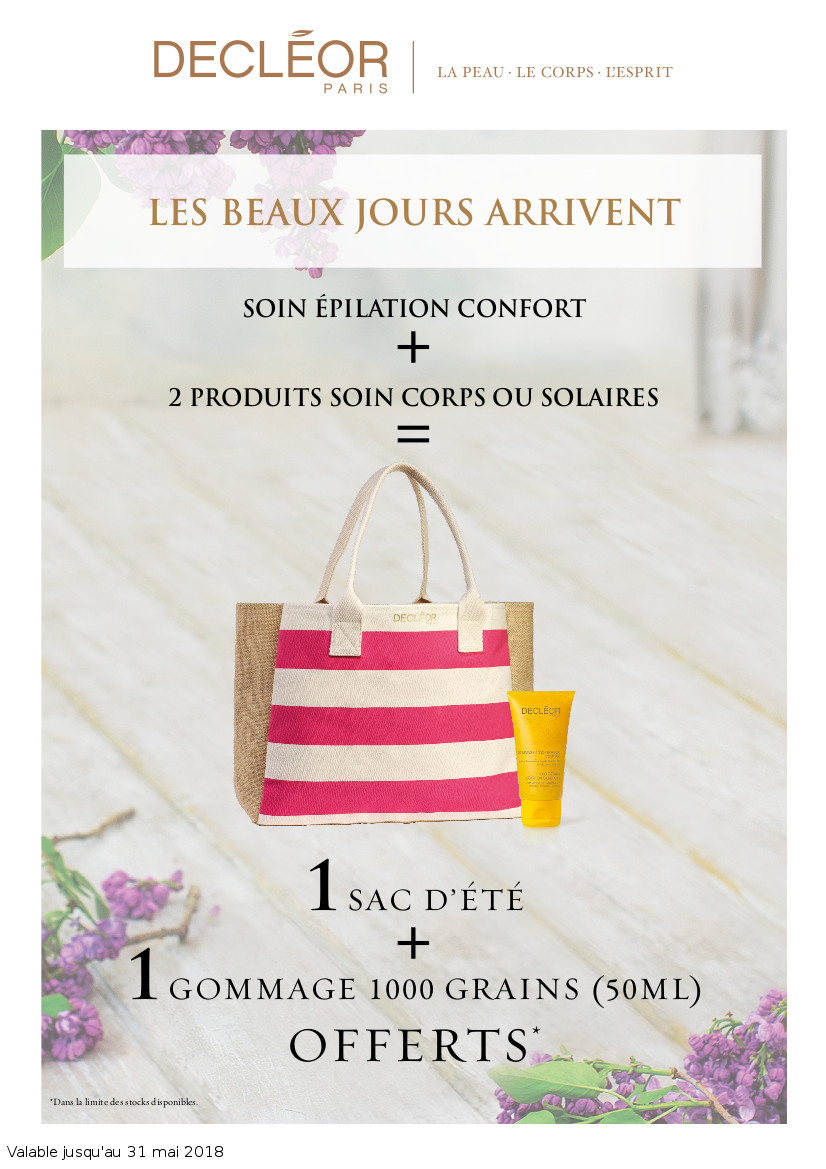 DECLÉOR
PARIS
LA PEAU · LE CORPS · L'ESPRIT
LES BEAUX JOURS ARRIVENT
SOIN ÉPILATION CONFORT
+
2 PRODUITS SOIN CORPS OU SOLAIRES
=
DECLÉOR
DECLÉOR
1 SAC D'ÉTÉ
+
1 GOMMAGE 1000 GRAINS (50ML)
OFFERTS*
*Dans la limite des stocks disponibles.
Valable jusqu'au 31 mai 2018